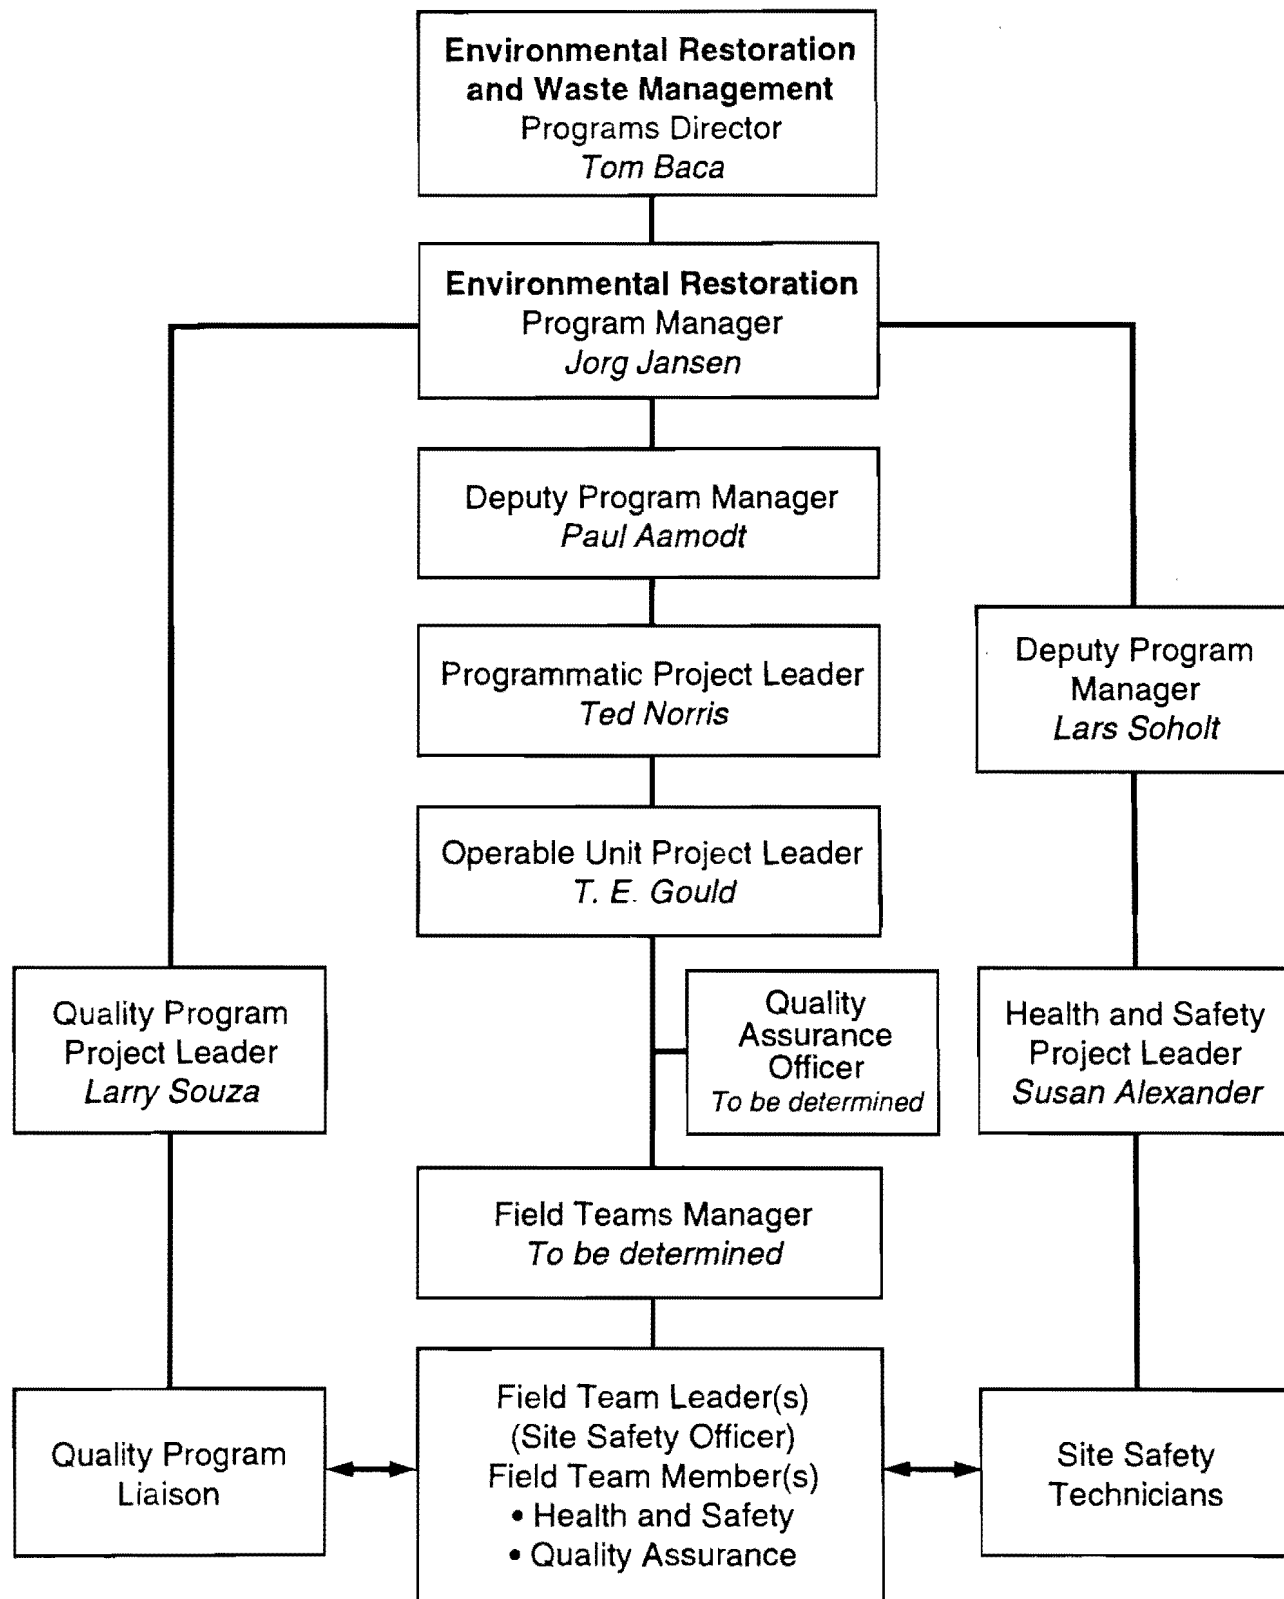 Environmental Restoration
and Waste Management
Programs Director
Tom Baca
Environmental Restoration
Program Manager
Jorg Jansen
Deputy Program Manager
Paul Aamodt
Programmatic Project Leader
Ted Norris
Deputy Program
Manager
Lars Soholt
Operable Unit Project Leader
T. E. Gould
Quality Program
Project Leader
Larry Souza
Quality
Assurance
Officer
To be determined
Health and Safety
Project Leader
Susan Alexander
Field Teams Manager
To be determined
Quality Program
Liaison
Field Team Leader(s)
(Site Safety Officer)
Field Team Member(s)
• Health and Safety
• Quality Assurance
Site Safety
Technicians